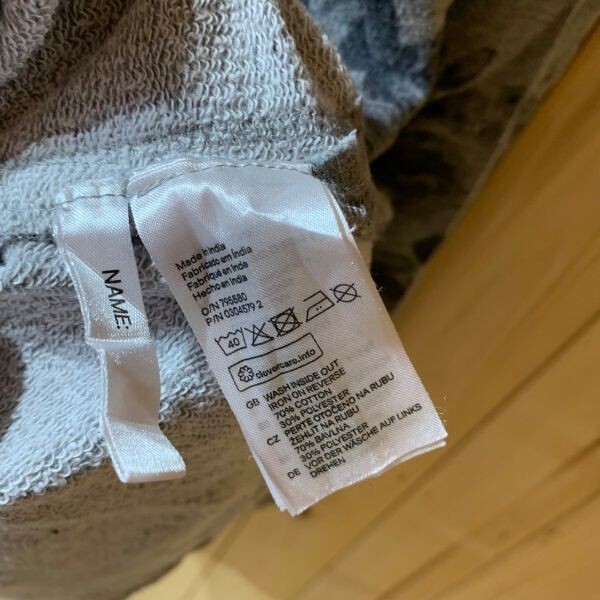 NAME:
Made in India
Fabricado em Índia
Fabriqué en Inde
Hecho en India
O/N 795580
P/N 0304579 2
40
clevercare.info
GB WASH INSIDE OUT
IRON ON REVERSE
70% COTTON
30% POLYESTER
CZ PERTE OTOČENO NA RUBU
ŽEHLIT NA RUBU
70% BAVLNA
30% POLYESTER
DE VOR DER WÄSCHE AUF LINKS
DREHEN